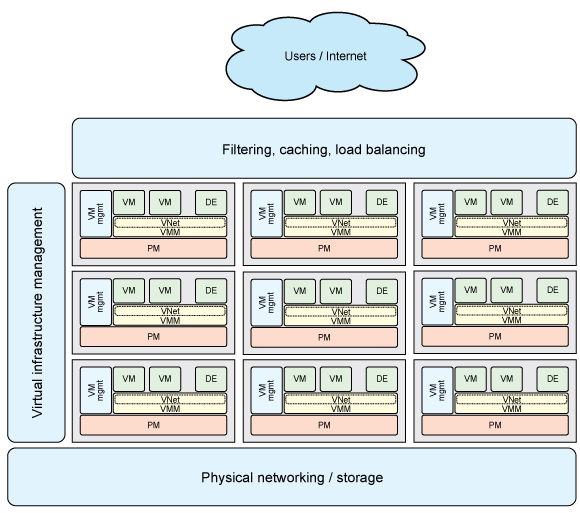 Users / Internet
Filtering, caching, load balancing
Virtual infrastructure management
VM mgmt
VM
VM
DE
VNet
VMM
PM
VM mgmt
VM
VM
DE
VNet
VMM
PM
VM mgmt
VM
VM
DE
VNet
VMM
PM
VM mgmt
VM
VM
DE
VNet
VMM
PM
VM mgmt
VM
VM
DE
VNet
VMM
PM
VM mgmt
VM
VM
DE
VNet
VMM
PM
VM mgmt
VM
VM
DE
VNet
VMM
PM
VM mgmt
VM
VM
DE
VNet
VMM
PM
VM mgmt
VM
VM
DE
VNet
VMM
PM
Physical networking / storage